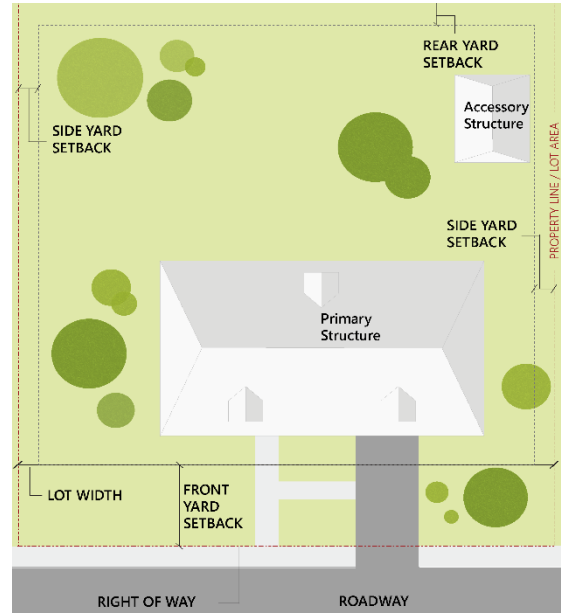 REAR YARD
SETBACK
Accessory
Structure
SIDE YARD
SETBACK
PROPERTY LINE / LOT AREA
SIDE YARD
SETBACK
Primary
Structure
LOT WIDTH
FRONT
YARD
SETBACK
RIGHT OF WAY
ROADWAY